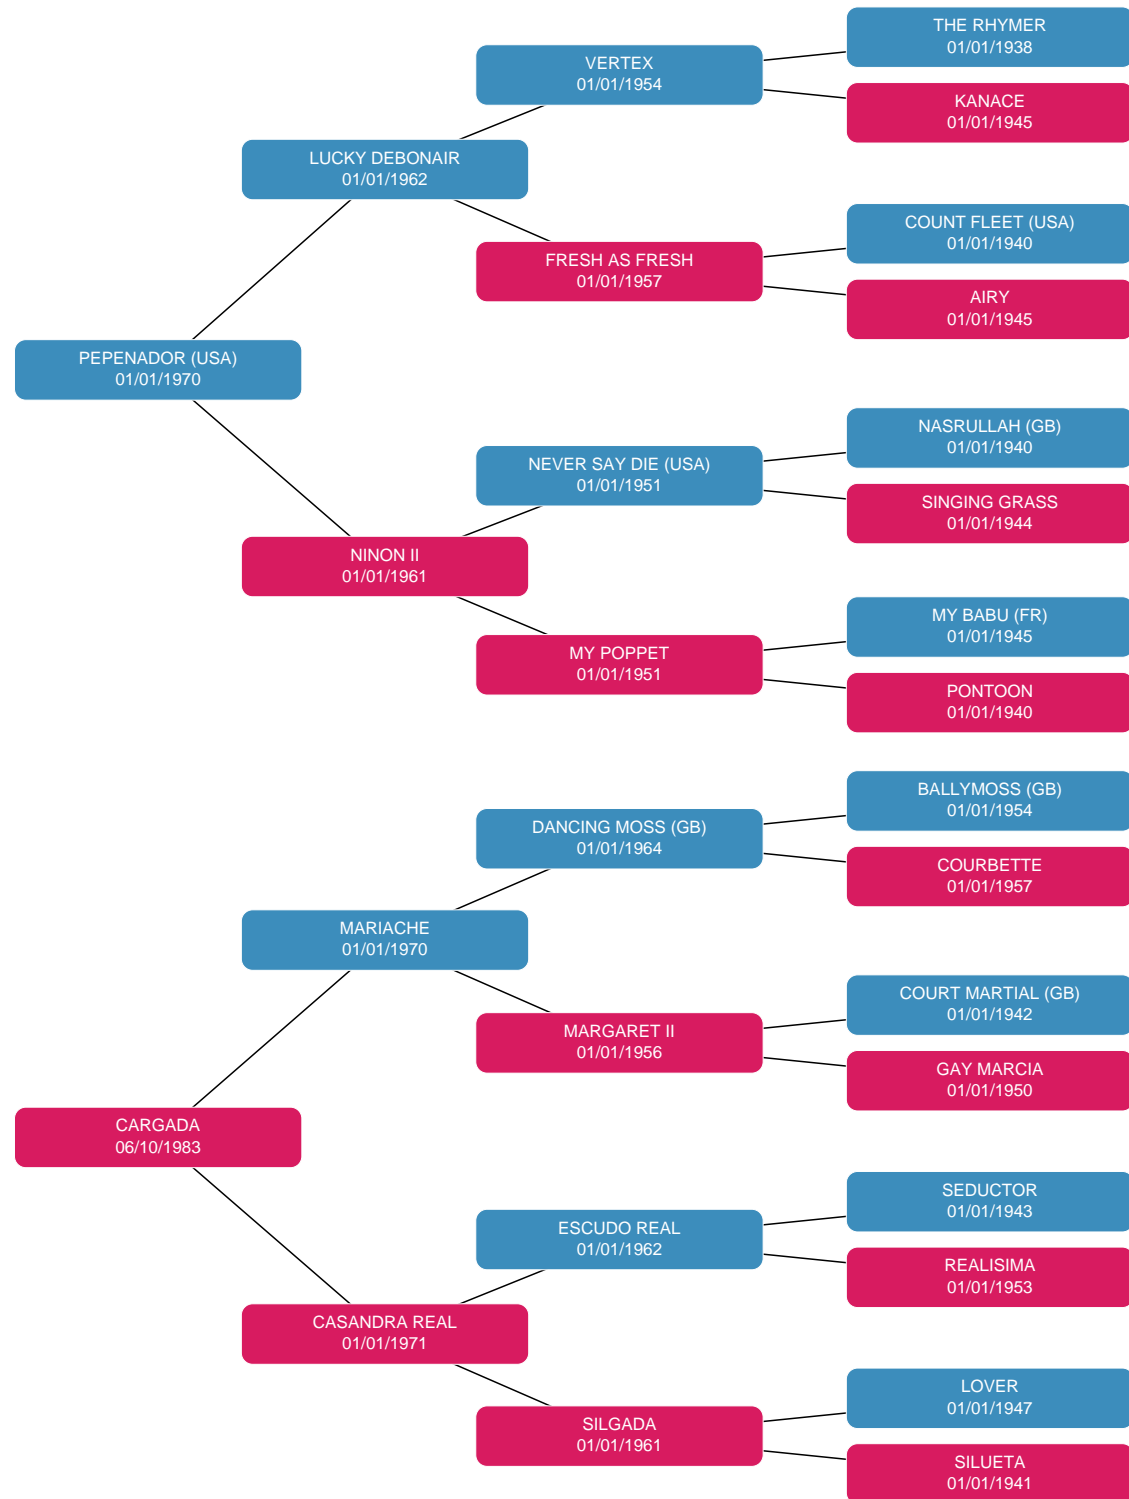 THE RHYMER
01/01/1938
VERTEX
01/01/1954
KANACE
01/01/1945
LUCKY DEBONAIR
01/01/1962
COUNT FLEET (USA)
01/01/1940
FRESH AS FRESH
01/01/1957
AIRY
01/01/1945
PEPENADOR (USA)
01/01/1970
NASRULLAH (GB)
01/01/1940
NEVER SAY DIE (USA)
01/01/1951
SINGING GRASS
01/01/1944
NINON II
01/01/1961
MY BABU (FR)
01/01/1945
MY POPPET
01/01/1951
PONTOON
01/01/1940
BALLYMOSS (GB)
01/01/1954
DANCING MOSS (GB)
01/01/1964
COURBETTE
01/01/1957
MARIACHE
01/01/1970
COURT MARTIAL (GB)
01/01/1942
MARGARET II
01/01/1956
GAY MARCIA
01/01/1950
CARGADA
06/10/1983
SEDUCTOR
01/01/1943
ESCUDO REAL
01/01/1962
REALISIMA
01/01/1953
CASANDRA REAL
01/01/1971
LOVER
01/01/1947
SILGADA
01/01/1961
SILUETA
01/01/1941